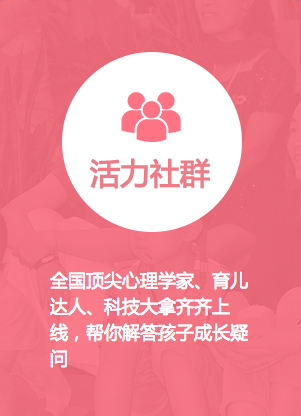 活力社群
全国顶尖心理学家、育儿
达人、科技大拿齐齐上
线，帮你解答孩子成长疑
问